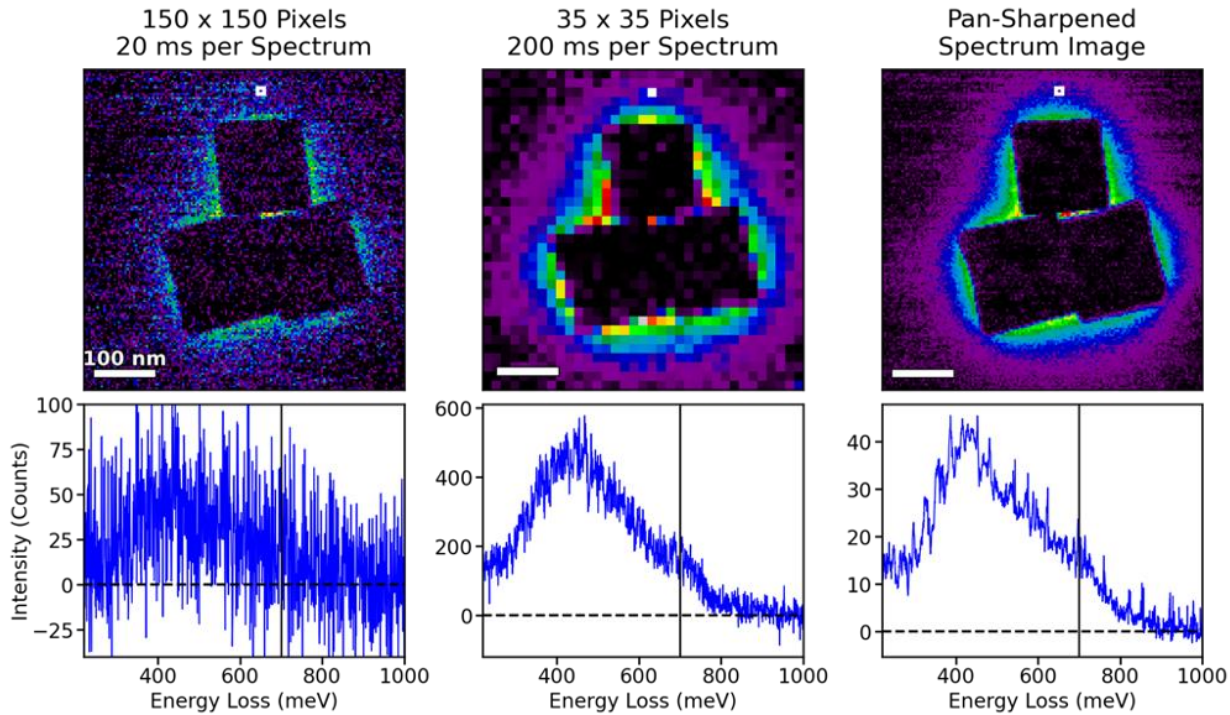 150 x 150 Pixels
20 ms per Spectrum
35 x 35 Pixels
200 ms per Spectrum
Pan-Sharpened
Spectrum Image
100 nm
Intensity (Counts)
100
75
50
25
0
−25
400
600
800
1000
Energy Loss (meV)
600
400
200
0
400
600
800
1000
Energy Loss (meV)
40
30
20
10
0
400
600
800
1000
Energy Loss (meV)